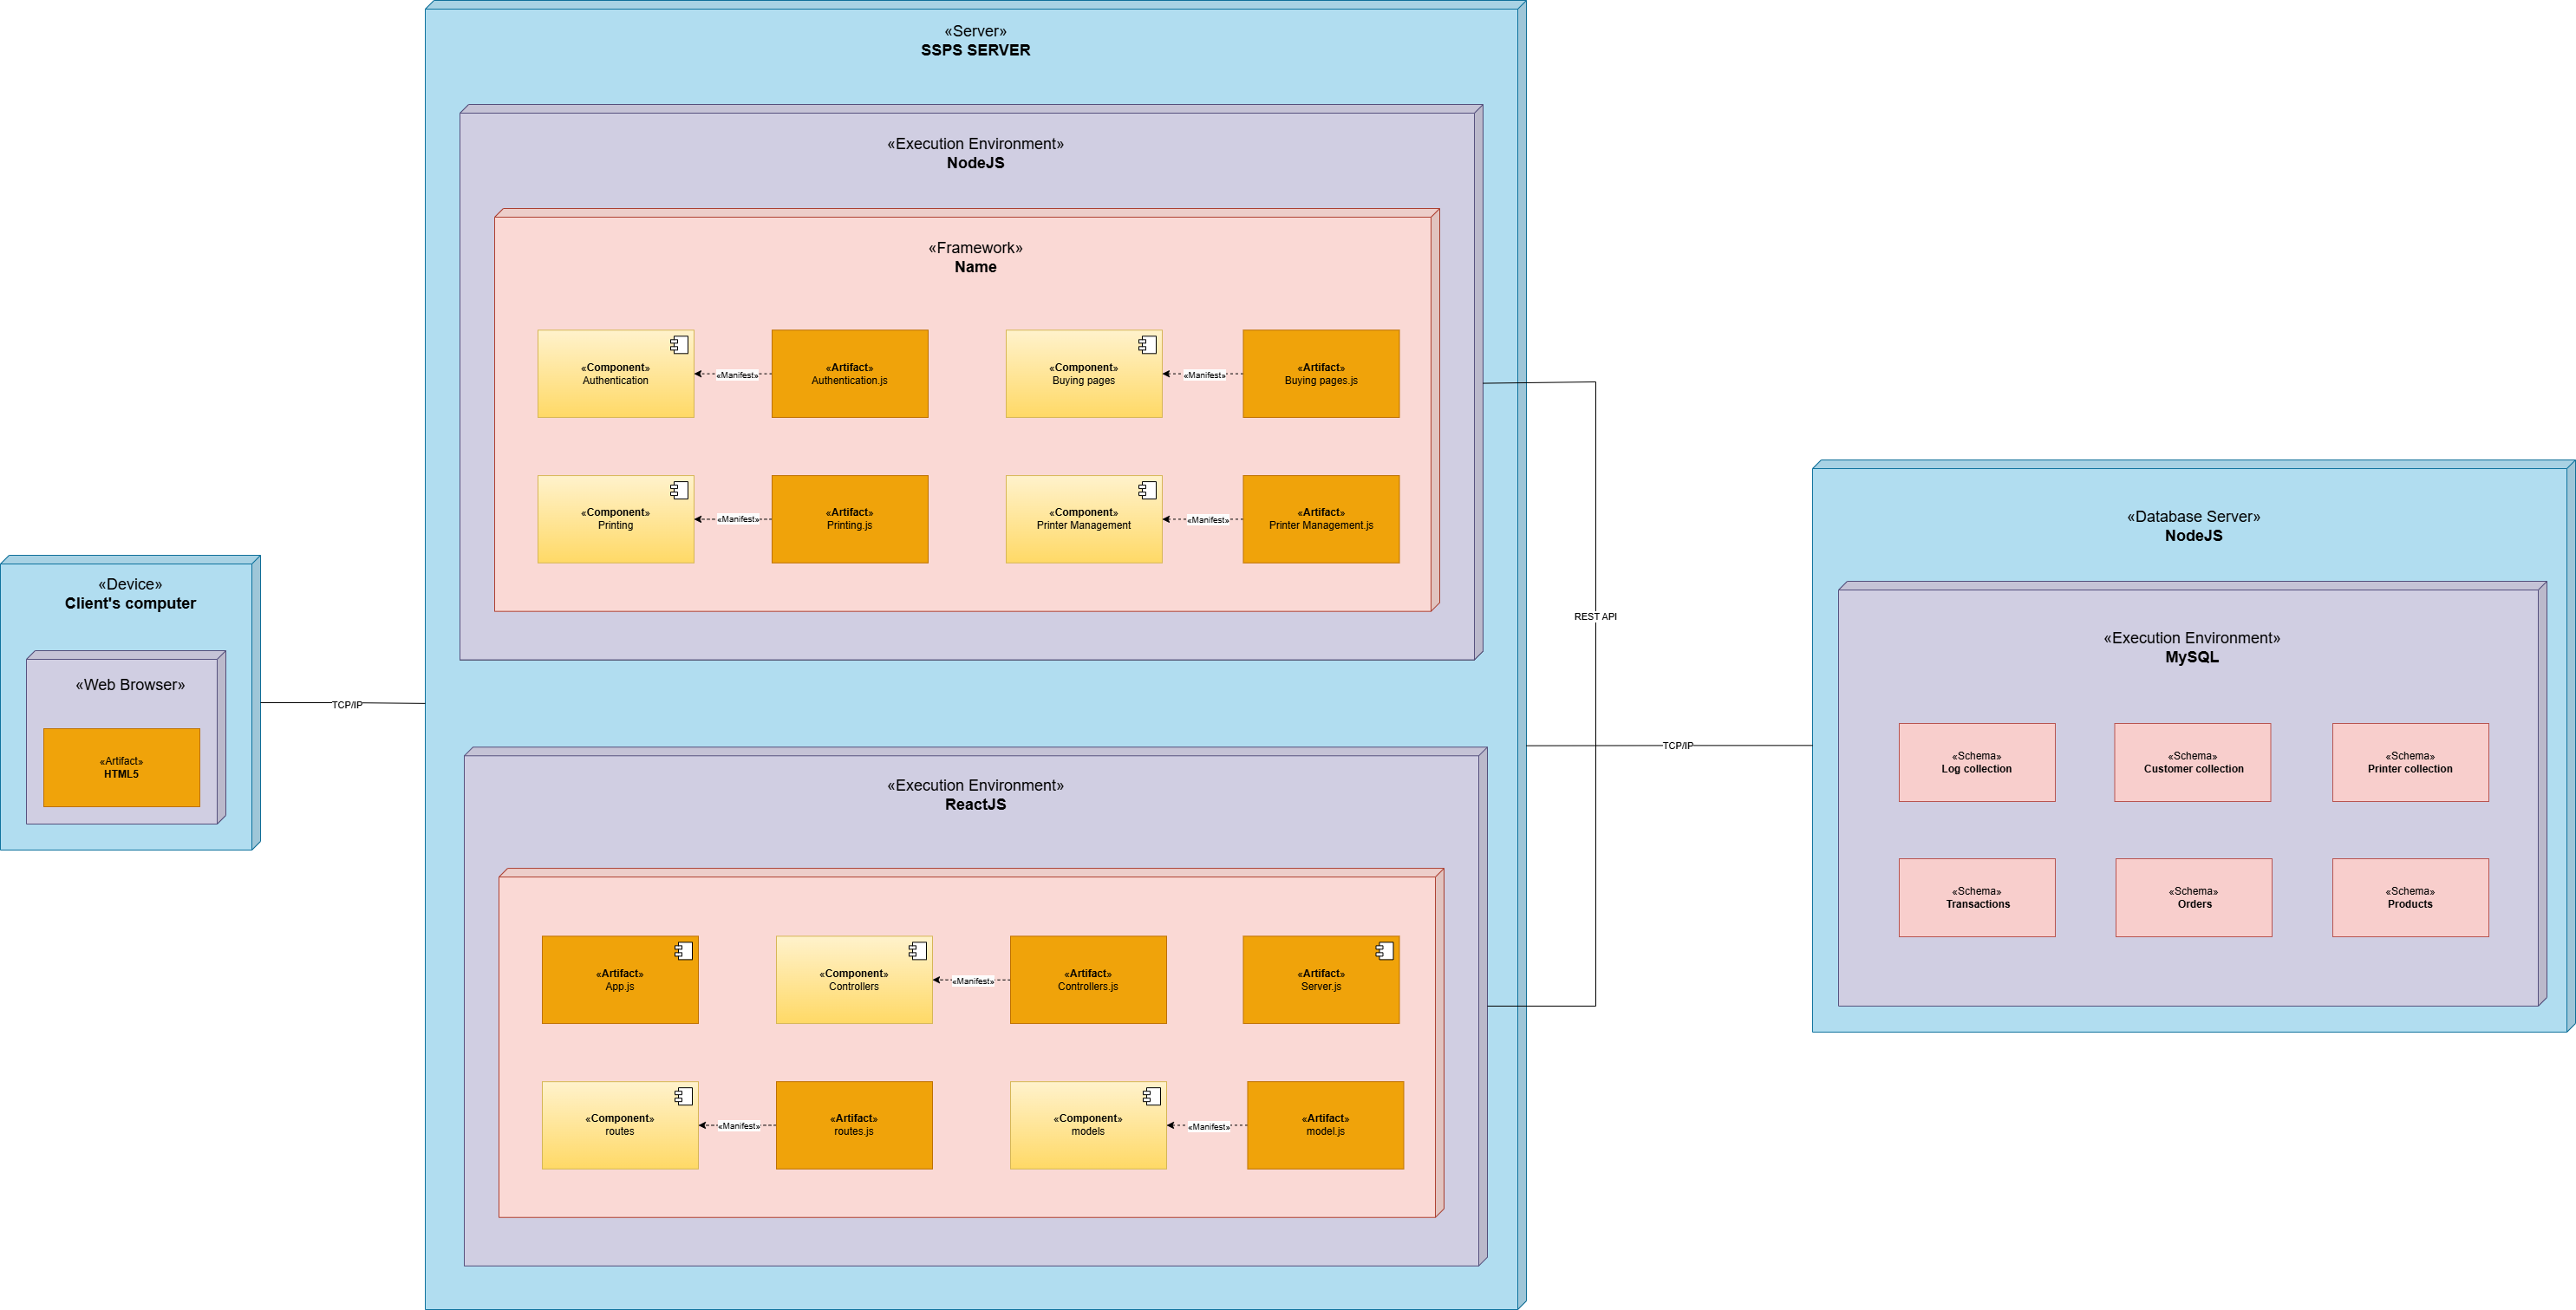 «Server»
SSPS SERVER
«Execution Environment»
NodeJS
«Framework»
Name
«Component»
Authentication
«Manifest»
«Artifact»
Authentication.js
«Component»
Buying pages
«Manifest»
«Artifact»
Buying pages.js
«Component»
Printing
«Manifest»
«Artifact»
Printing.js
«Component»
Printer Management
«Manifest»
«Artifact»
Printer Management.js
«Device»
Client's computer
«Web Browser»
«Artifact»
HTML5
TCP/IP
REST API
TCP/IP
«Execution Environment»
ReactJS
«Artifact»
App.js
«Component»
Controllers
«Manifest»
«Artifact»
Controllers.js
«Artifact»
Server.js
«Component»
routes
«Manifest»
«Artifact»
routes.js
«Component»
models
«Manifest»
«Artifact»
model.js
«Database Server»
NodeJS
«Execution Environment»
MySQL
«Schema»
Log collection
«Schema»
Customer collection
«Schema»
Printer collection
«Schema»
Transactions
«Schema»
Orders
«Schema»
Products